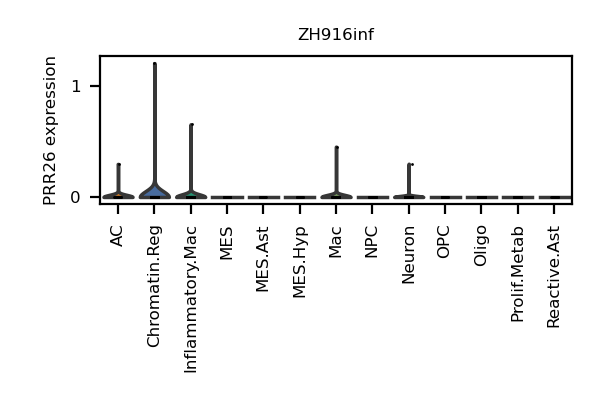 ZH916inf
PRR26 expression
1
0
AC
Chromatin.Reg
Inflammatory.Mac
MES
MES.Ast
MES.Hyp
Mac
NPC
Neuron
OPC
Oligo
Prolif.Metab
Reactive.Ast